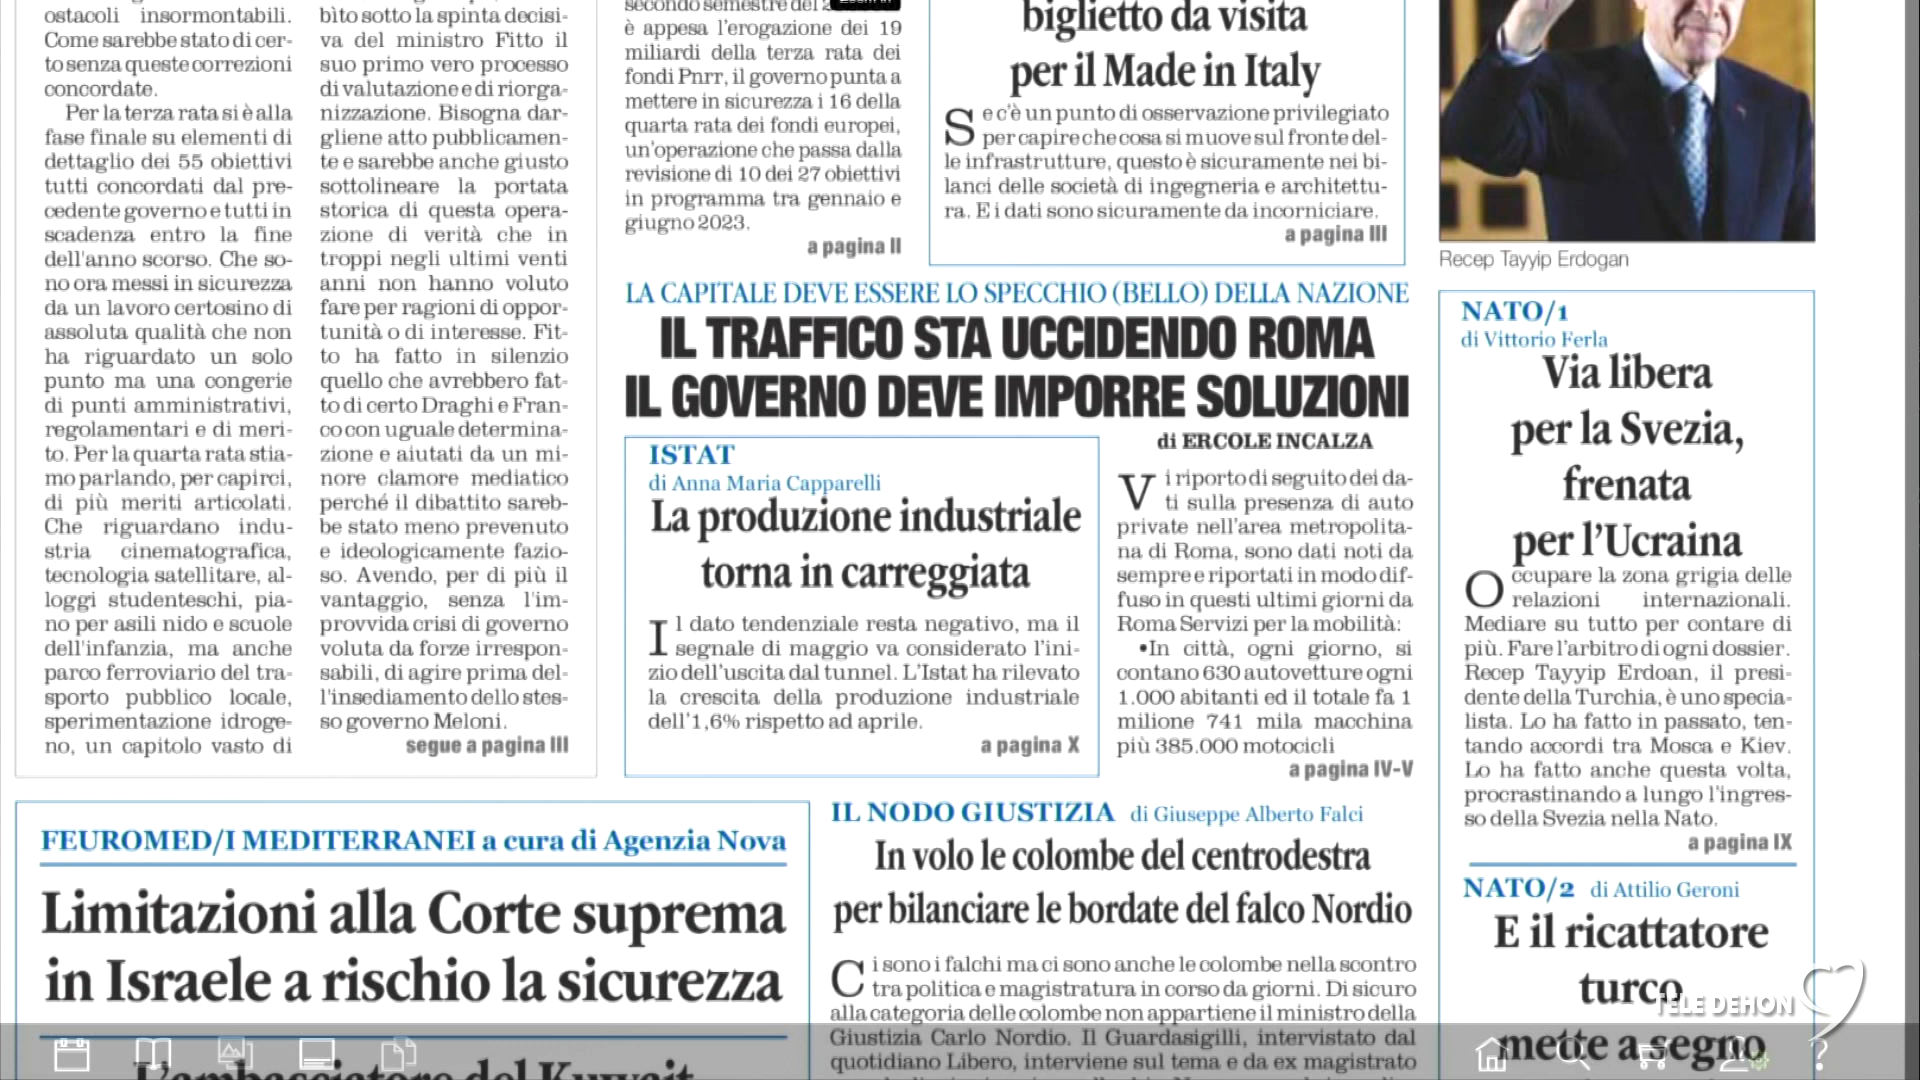 ostacoli insormontabili.
Come sarebbe stato di cer-
to senza queste correzioni
concordate.
Per la terza rata si è alla
fase finale su elementi di
dettaglio dei 55 obiettivi
tutti concordati dal pre-
cedente governo e tutti in
scadenza entro la fine
dell'anno scorso. Che so-
no ora messi in sicurezza
da un lavoro certosino di
assoluta qualità che non
ha riguardato un solo
punto ma una congerie
di punti amministrativi,
regolamentari e di meri-
to. Per la quarta rata stia-
mo parlando, per capirci,
di più meriti articolati.
Che riguardano indu-
stria cinematografica,
tecnologia satellitare, al-
loggi studenteschi, pia-
no per asili nido e scuole
dell'infanzia, ma anche
parco ferroviario del tra-
sporto pubblico locale,
sperimentazione idroge-
no, un capitolo vasto di
bito sotto la spinta decisi-
va del ministro Fitto il
suo primo vero processo
di valutazione e di riorga-
nizzazione. Bisogna dar-
gliene atto pubblicamen-
te e sarebbe anche giusto
sottolineare la portata
storica di questa opera-
zione di verità che in
troppi negli ultimi venti
anni non hanno voluto
fare per ragioni di oppor-
tunità o di interesse. Fit-
to ha fatto in silenzio
quello che avrebbero fat-
to di certo Draghi e Fran-
co con uguale determina-
zione e aiutati da un mi-
nore clamore mediatico
perché il dibattito sareb-
be stato meno prevenuto
e ideologicamente fazio-
so. Avendo, per di più il
vantaggio, senza l'im-
provvida crisi di governo
voluta da forze irrespon-
sabili, di agire prima del-
l'insediamento dello stes-
so governo Meloni.
segue a pagina III
secondo semestre del
è appesa l'erogazione dei 19
miliardi della terza rata dei
fondi Pnrr, il governo punta a
mettere in sicurezza i 16 della
quarta rata dei fondi europei,
un'operazione che passa dalla
revisione di 10 dei 27 obiettivi
in programma tra gennaio e
giugno 2023.
a pagina II
biglietto da visita
per il Made in Italy
Se c'è un punto di osservazione privilegiato
per capire che cosa si muove sul fronte del-
le infrastrutture, questo è sicuramente nei bi-
lanci delle società di ingegneria e architettu-
ra. E i dati sono sicuramente da incorniciare.
a pagina III
Recep Tayyip Erdogan
LA CAPITALE DEVE ESSERE LO SPECCHIO (BELLO) DELLA NAZIONE
IL TRAFFICO STA UCCIDENDO ROMA
IL GOVERNO DEVE IMPORRE SOLUZIONI
ISTAT
di Anna Maria Capparelli
La produzione industriale
torna in carreggiata
Il dato tendenziale resta negativo, ma il
segnale di maggio va considerato l'ini-
zio dell'uscita dal tunnel. L'Istat ha rilevato
la crescita della produzione industriale
dell'1,6% rispetto ad aprile.
a pagina X
di ERCOLE INCALZA
Vi riporto di seguito dei da-
ti sulla presenza di auto
private nell'area metropolita-
na di Roma, sono dati noti da
sempre e riportati in modo dif-
fuso in questi ultimi giorni da
Roma Servizi per la mobilità:
•In città, ogni giorno, si
contano 630 autovetture ogni
1.000 abitanti ed il totale fa 1
milione 741 mila macchina
più 385.000 motocicli
a pagina IV-V
NATO/1
di Vittorio Ferla
Via libera
per la Svezia,
frenata
per l'Ucraina
Occupare la zona grigia delle
relazioni internazionali.
Mediare su tutto per contare di
più. Fare l'arbitro di ogni dossier.
Recep Tayyip Erdoan, il presi-
dente della Turchia, è uno specia-
lista. Lo ha fatto in passato, ten-
tando accordi tra Mosca e Kiev.
Lo ha fatto anche questa volta,
procrastinando a lungo l'ingres-
so della Svezia nella Nato.
a pagina IX
NATO/2 di Attilio Geroni
E il ricattatore
turco
mette a segno
FEUROMED/I MEDITERRANEI a cura di Agenzia Nova
Limitazioni alla Corte suprema
in Israele a rischio la sicurezza
L'ambasciatore del Kuwait
IL NODO GIUSTIZIA di Giuseppe Alberto Falci
In volo le colombe del centrodestra
per bilanciare le bordate del falco Nordio
Ci sono i falchi ma ci sono anche le colombe nella scontro
tra politica e magistratura in corso da giorni. Di sicuro
alla categoria delle colombe non appartiene il ministro della
Giustizia Carlo Nordio. Il Guardasigilli, intervistato dal
quotidiano Libero, interviene sul tema e da ex magistrato
TELE DEHON